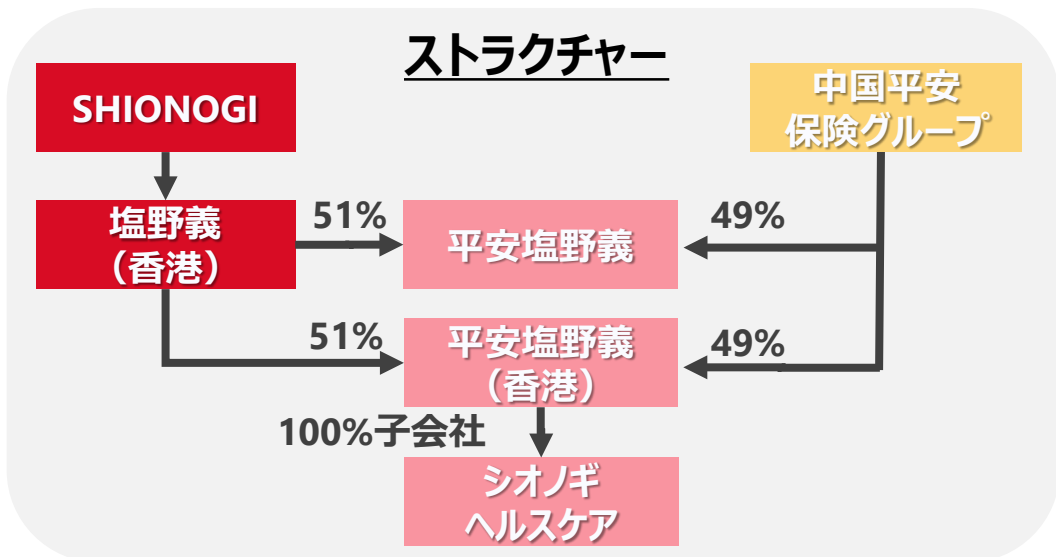 ストラクチャー
SHIONOGI
中国平安
保険グループ
塩野義
（香港）
51%
平安塩野義
49%
51%
平安塩野義
（香港）
49%
100%子会社
シオノギ
ヘルスケア